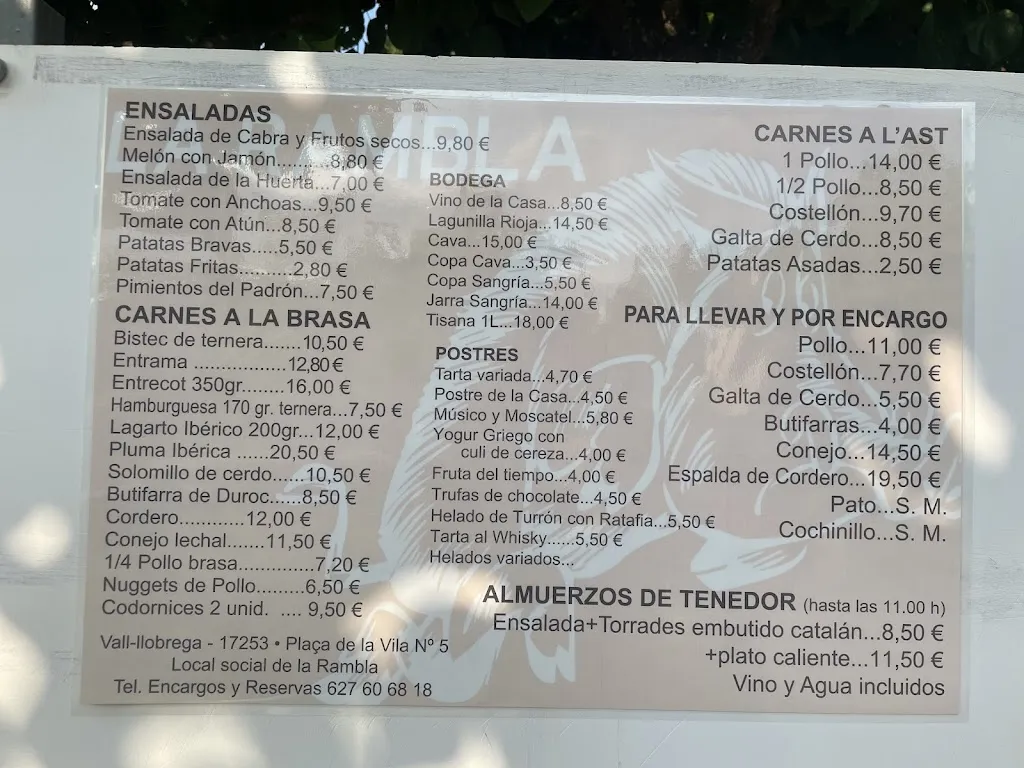 LA RAMBLA
ENSALADAS
Ensalada de Cabra y Frutos secos...9,80 €
Melón con Jamón.........8,80 €
Ensalada de la Huerta...7,00 €
Tomate con Anchoas...9,50 €
Tomate con Atún...8,50 €
Patatas Bravas.....5,50 €
Patatas Fritas..........2,80 €
Pimientos del Padrón...7,50 €
CARNES A LA BRASA
Bistec de ternera.......10,50 €
Entrama ..................12,80 €
Entrecot 350gr........16,00 €
Hamburguesa 170 gr. ternera...7,50 €
Lagarto Ibérico 200gr...12,00 €
Pluma Ibérica ......20,50 €
Solomillo de cerdo......10,50 €
Butifarra de Duroc.....8,50 €
Cordero............12,00 €
Conejo lechal.......11,50 €
1/4 Pollo brasa..............7,20 €
Nuggets de Pollo.........6,50 €
Codornices 2 unid. .... 9,50 €
Vall-llobrega - 17253 • Plaça de la Vila Nº 5
Local social de la Rambla
Tel. Encargos y Reservas 627 60 68 18
BODEGA
Vino de la Casa...8,50 €
Lagunilla Rioja...14,50 €
Cava...15,00 €
Copa Cava...3,50 €
Copa Sangría...5,50 €
Jarra Sangría...14,00 €
Tisana 1L...18,00 €
POSTRES
Tarta variada...4,70 €
Postre de la Casa...4,50 €
Músico y Moscatel...5,80 €
Yogur Griego con
culi de cereza...4,00 €
Fruta del tiempo...4,00 €
Trufas de chocolate...4,50 €
Helado de Turrón con Ratafia...5,50 €
Tarta al Whisky......5,50 €
Helados variados...
CARNES A L'AST
1 Pollo...14,00 €
1/2 Pollo...8,50 €
Costellón...9,70 €
Galta de Cerdo...8,50 €
Patatas Asadas...2,50 €
PARA LLEVAR Y POR ENCARGO
Pollo...11,00 €
Costellón...7,70 €
Galta de Cerdo...5,50 €
Butifarras...4,00 €
Conejo...14,50 €
Espalda de Cordero...19,50 €
Pato...S. M.
Cochinillo...S. M.
ALMUERZOS DE TENEDOR (hasta las 11.00 h)
Ensalada+Torrades embutido catalán...8,50 €
+plato caliente...11,50 €
Vino y Agua incluidos